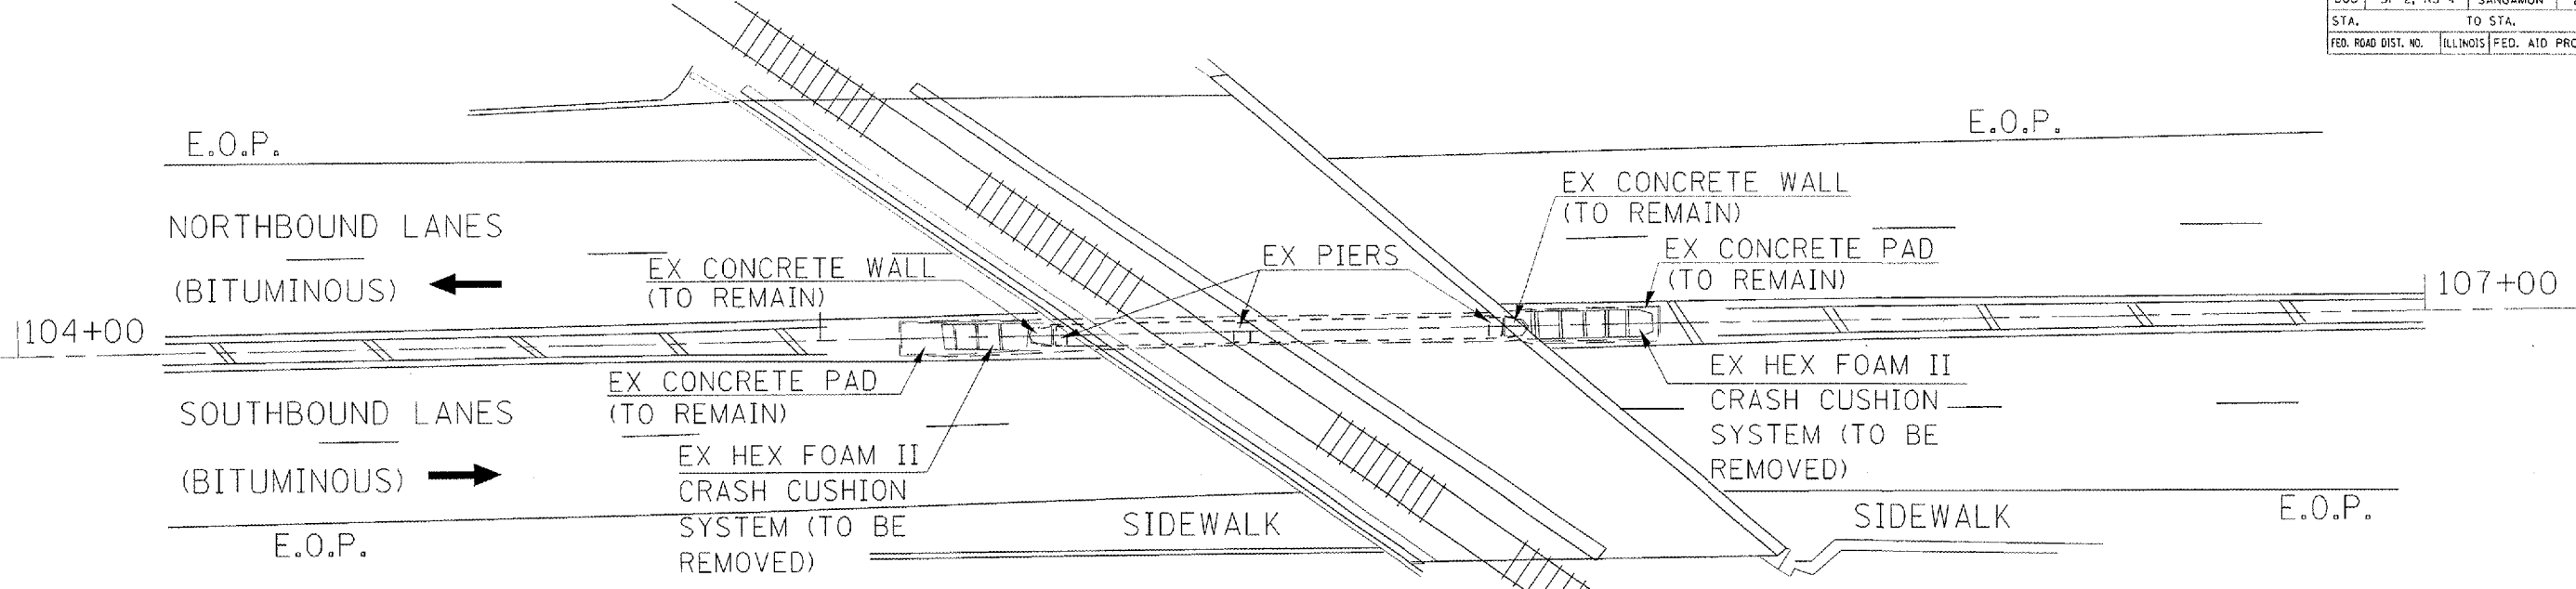 SANGAMON
STA. TO STA.
FED. ROAD DIST. NO. ILLINOIS FED. AID
E.O.P.
E.O.P.
NORTHBOUND LANES
(BITUMINOUS)
EX CONCRETE WALL
(TO REMAIN)
EX PIERS
EX CONCRETE WALL
(TO REMAIN)
EX CONCRETE PAD
(TO REMAIN)
104+00
107+00
SOUTHBOUND LANES
(BITUMINOUS)
EX CONCRETE PAD
(TO REMAIN)
EX HEX FOAM II
CRASH CUSHION
SYSTEM (TO BE
REMOVED)
EX HEX FOAM II
CRASH CUSHION
SYSTEM (TO BE
REMOVED)
E.O.P.
SIDEWALK
SIDEWALK
E.O.P.